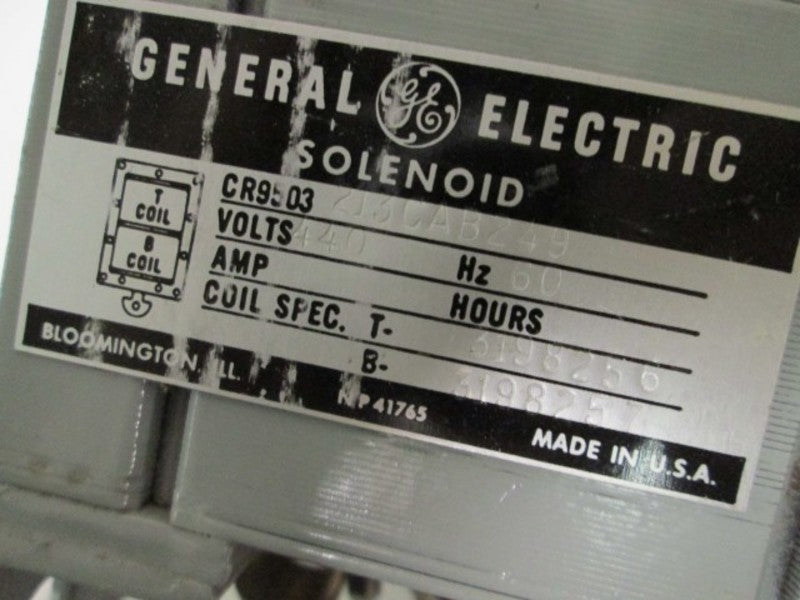 GENERAL GE ELECTRIC
SOLENOID
T
COIL
B
COIL
CR9503 213CAB249
VOLTS 440 Hz 60
AMP HOURS
COIL SPEC. T- 3198256
B- 3198257
BLOOMINGTON, ILL. N.P 41765 MADE IN U.S.A.